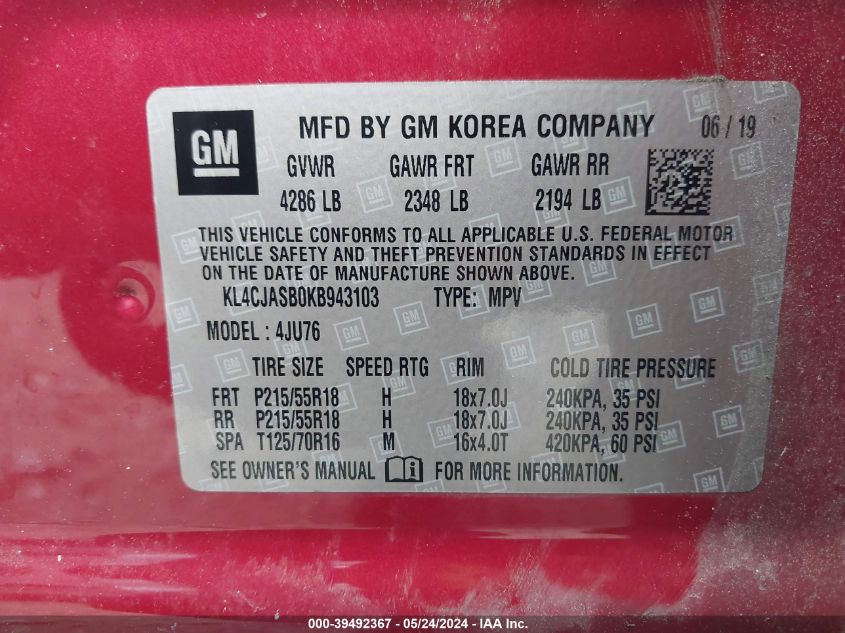 GM MFD BY GM KOREA COMPANY 06/19
GVWR GAWR FRT GAWR RR
4286 LB 2348 LB 2194 LB
THIS VEHICLE CONFORMS TO ALL APPLICABLE U.S. FEDERAL MOTOR
VEHICLE SAFETY AND THEFT PREVENTION STANDARDS IN EFFECT
ON THE DATE OF MANUFACTURE SHOWN ABOVE.
KL4CJASB0KB943103 TYPE: MPV
MODEL : 4JU76
TIRE SIZE SPEED RTG RIM COLD TIRE PRESSURE
FRT P215/55R18 H 18x7.0J 240KPA, 35 PSI
RR P215/55R18 H 18x7.0J 240KPA, 35 PSI
SPA T125/70R16 M 16x4.0T 420KPA, 60 PSI
SEE OWNER'S MANUAL FOR MORE INFORMATION.
000-39492367 - 05/24/2024 - IAA Inc.